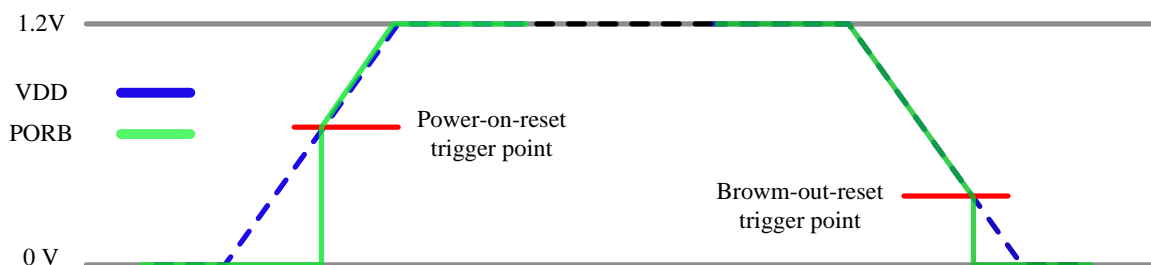 1.2V
VDD
PORB
Power-on-reset
trigger point
Browm-out-reset
trigger point
0 V